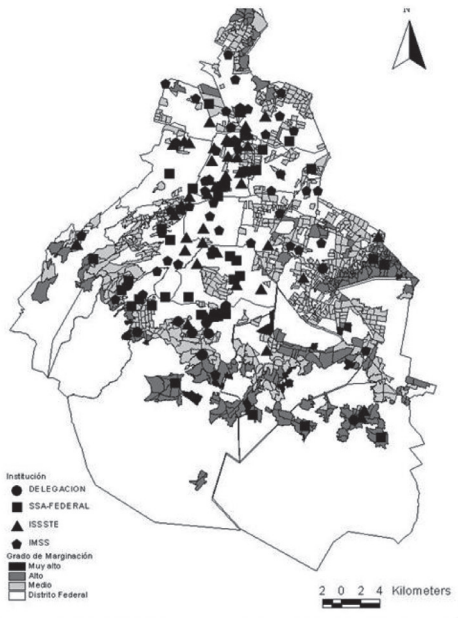 N
Institución
DELEGACION
SSA-FEDERAL
ISSSTE
IMSS
Grado de Marginación
Muy alto
Alto
Medio
Distrito Federal
2 0 2 4 Kilometers